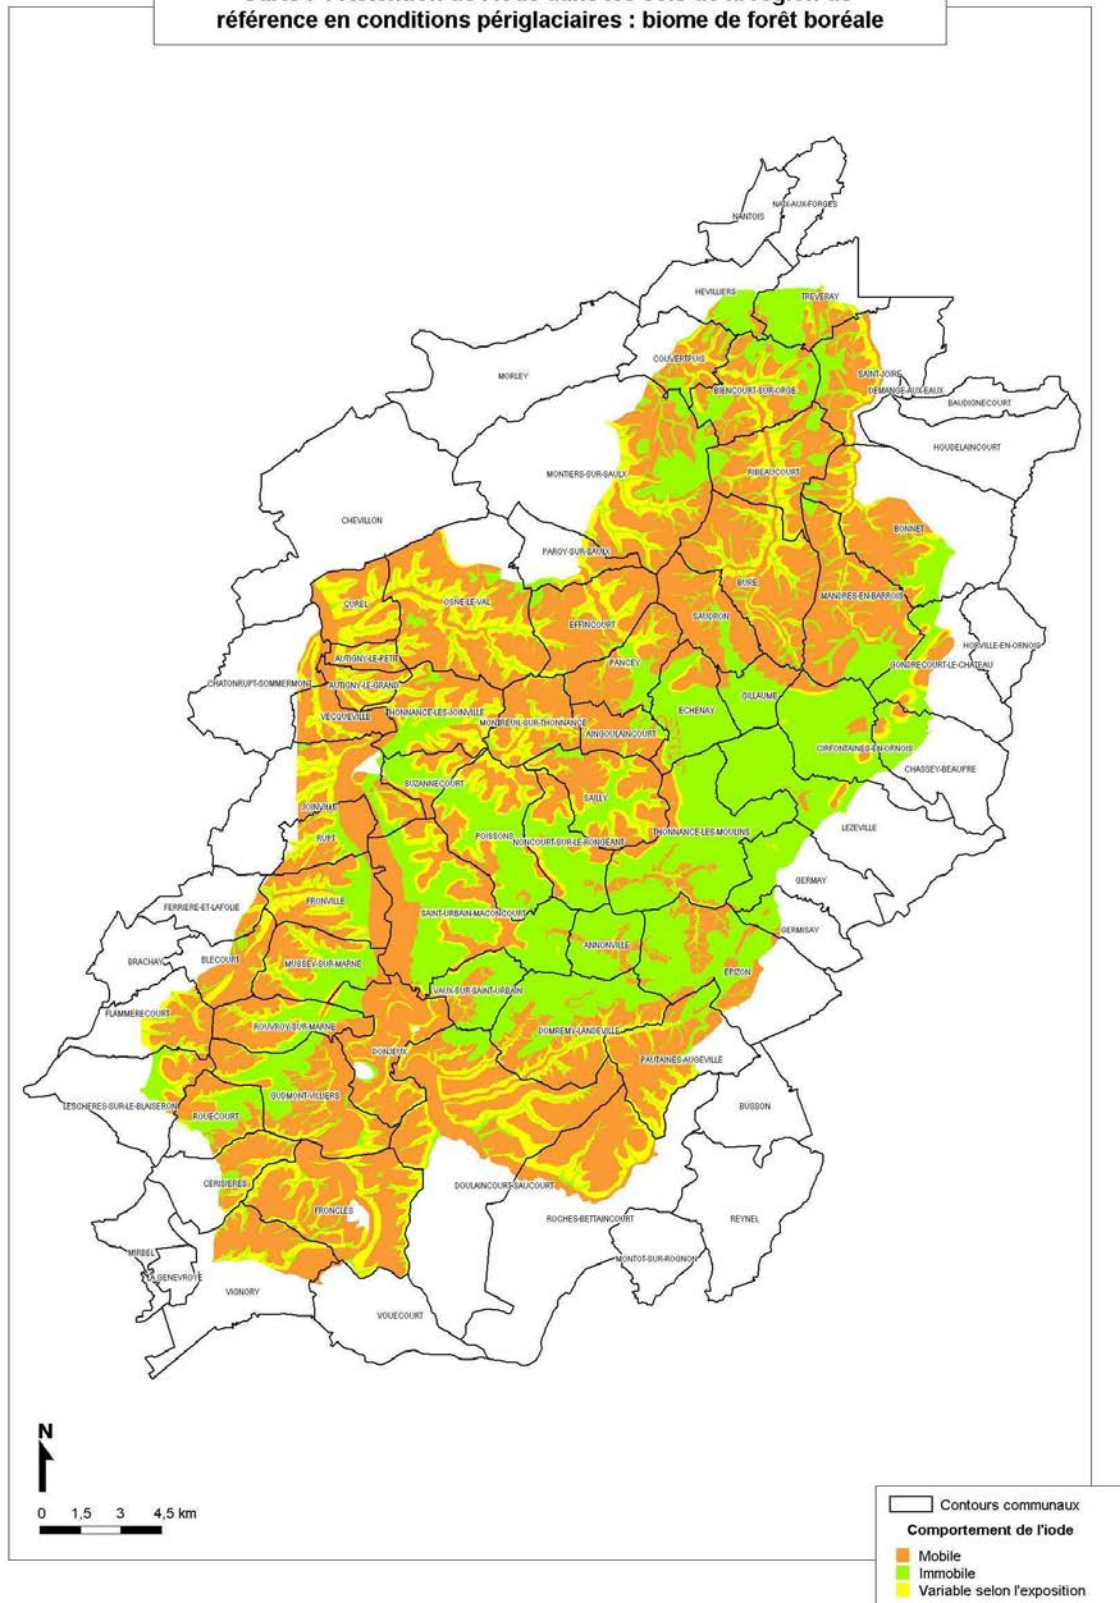 référence en conditions périglaciaires : biome de forêt boréale
NAIX-AUX-FORGES
NANTOIS
HEVILLIERS
TREVERAY
COUVERTPUIS
SAINT-JOIRE
MORLEY
DEMANGE-AUX-EAUX
BIENCOURT-SUR-ORGE
BAUDIGNECOURT
HOUDELAINCOURT
MONTIERS-SUR-SAULX
RIBEAUCOURT
CHEVILLON
BONNET
PAROY-SUR-SAULX
BURE
MANDRES-EN-BARROIS
CUREL
OSNE-LE-VAL
SAUDRON
EFFINCOURT
HORVILLE-EN-ORNOIS
AUTIGNY-LE-PETIT
PANCEY
GONDRECOURT-LE-CHATEAU
CHATONRUPT-SOMMERMONT
AUTIGNY-LE-GRAND
GILLAUME
ECHENAY
VECQUEVILLE
THONNANCE-LES-JOINVILLE
MONTREUIL-SUR-THONNANCE
AINGOULAINCOURT
CIRFONTAINES-EN-ORNOIS
CHASSEY-BEAUPRE
SUZANNECOURT
SAILLY
JOINVILLE
LEZEVILLE
THONNANCE-LES-MOULINS
POISSONS
RUPT
NONCOURT-SUR-LE-RONGEANT
GERMAY
FRONVILLE
FERRIERE-ET-LAFOLIE
SAINT-URBAIN-MACONCOURT
GERMISAY
ANNONVILLE
BLECOURT
BRACHAY
MUSSEY-SUR-MARNE
EPIZON
VAUX-SUR-SAINT-URBAIN
FLAMMERECOURT
ROUVROY-SUR-MARNE
DOMREMY-LANDEVILLE
DONJEUX
PAUTAINES-AUGEVILLE
GUDMONT-VILLIERS
LESCHERES-SUR-LE-BLAISERON
BUSSON
ROUECOURT
CERISIERES
DOULAINCOURT-SAUCOURT
FRONCLES
ROCHES-BETTAINCOURT
REYNEL
MIRBEL
MONTOT-SUR-ROGNON
LA GENEVROYE
VIGNORY
VOUECOURT
N
0 1,5 3 4,5 km
Contours communaux
Comportement de l'iode
Mobile
Immobile
Variable selon l'exposition